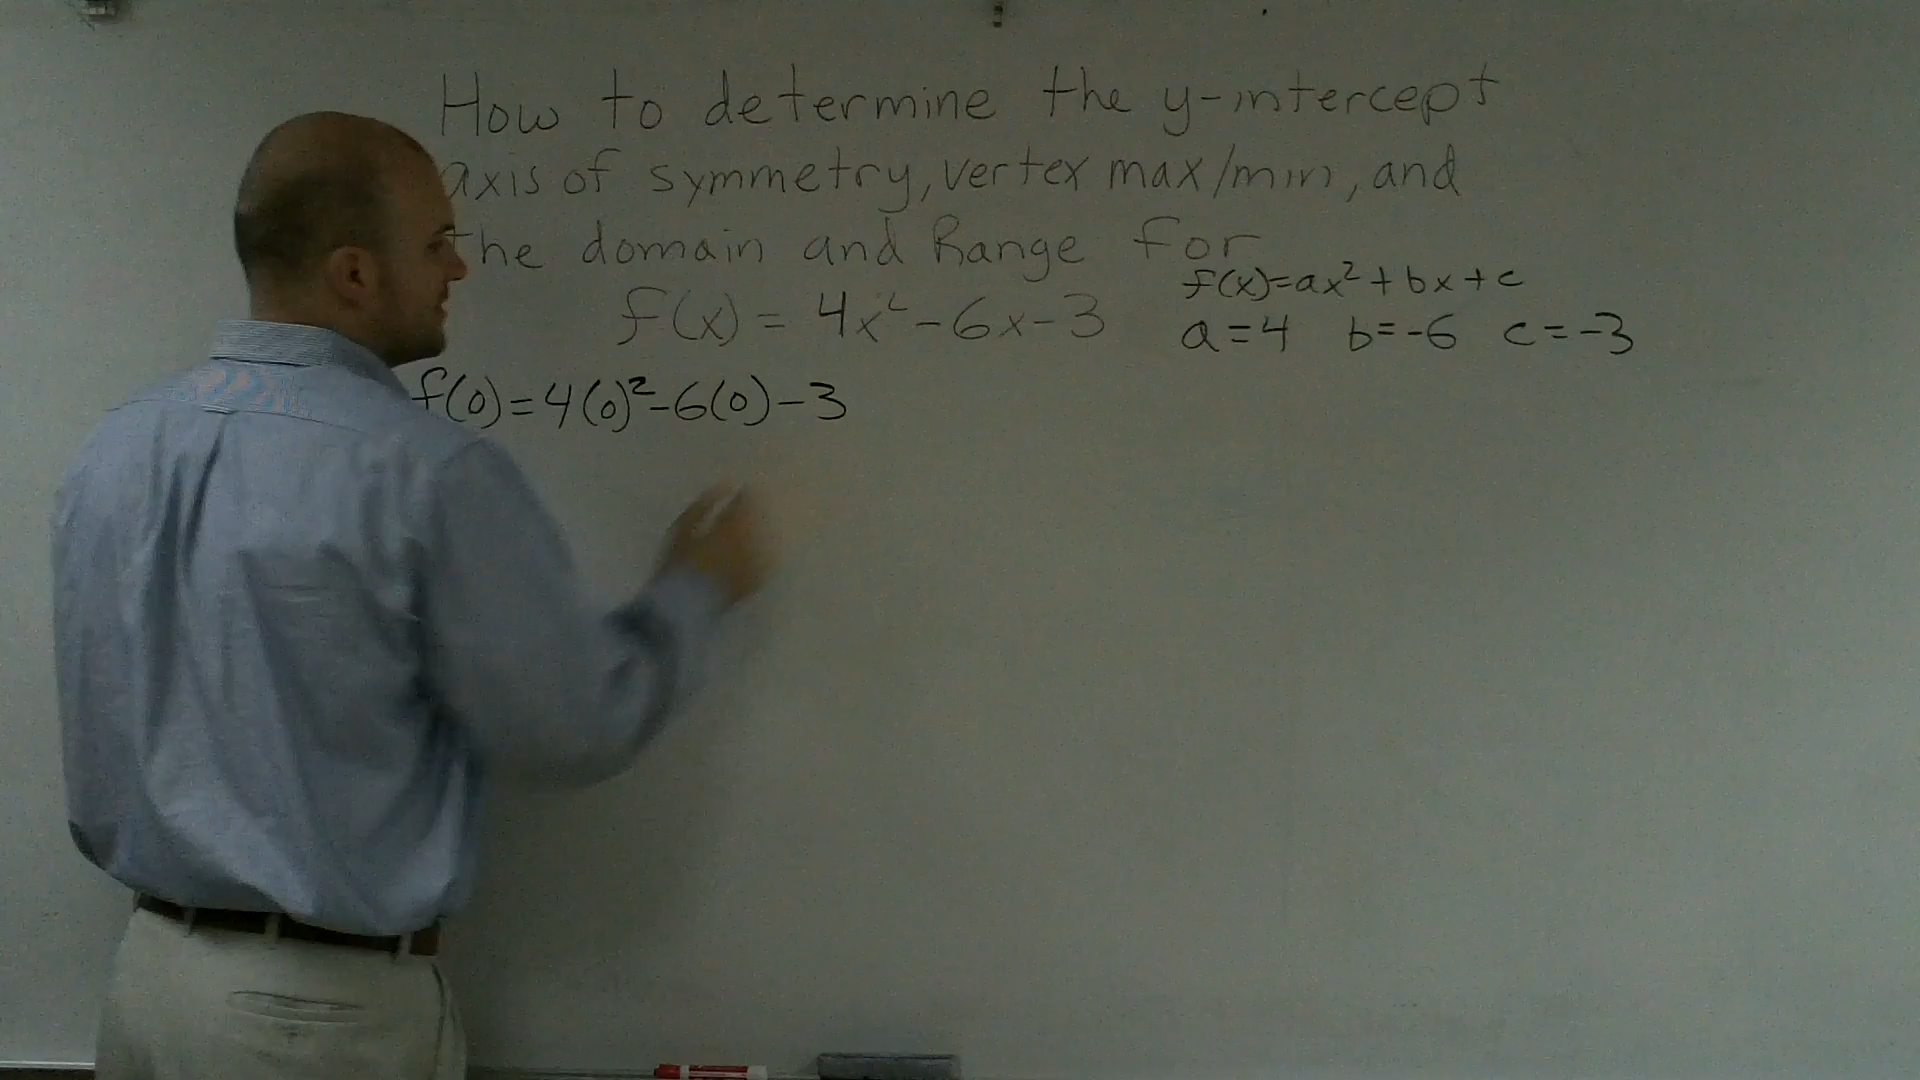 How to determine the y-intercept
axis of symmetry, vertex max/min, and
the domain and Range for
f(x)=ax²+bx+c
f(x) = 4x²-6x-3
a=4 b=-6 c=-3
f(0)=4(0)²-6(0)-3